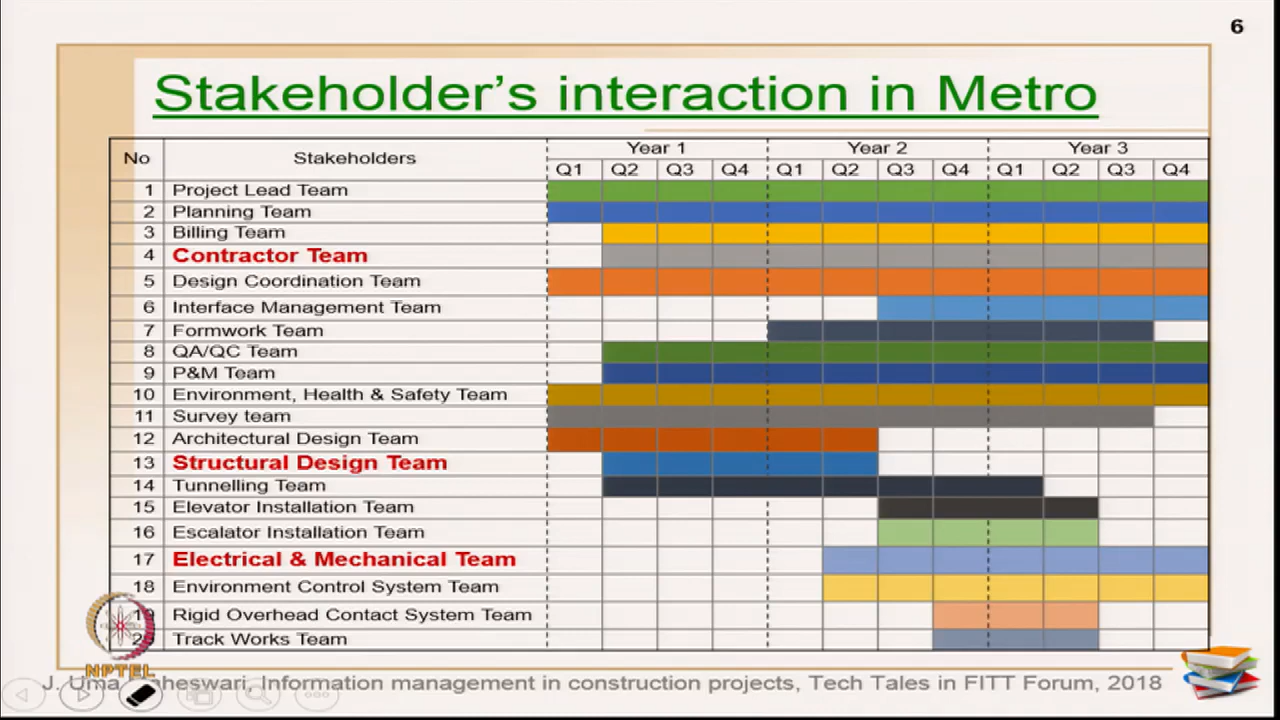 6
Stakeholder's interaction in Metro
No Stakeholders Year 1 Year 2 Year 3
Q1 Q2 Q3 Q4 Q1 Q2 Q3 Q4 Q1 Q2 Q3 Q4
1 Project Lead Team
2 Planning Team
3 Billing Team
4 Contractor Team
5 Design Coordination Team
6 Interface Management Team
7 Formwork Team
8 QA/QC Team
9 P&M Team
10 Environment, Health & Safety Team
11 Survey team
12 Architectural Design Team
13 Structural Design Team
14 Tunnelling Team
15 Elevator Installation Team
16 Escalator Installation Team
17 Electrical & Mechanical Team
18 Environment Control System Team
19 Rigid Overhead Contact System Team
Track Works Team
NPTEL
J. Uma Maheswari, Information management in construction projects, Tech Tales in FITT Forum, 2018